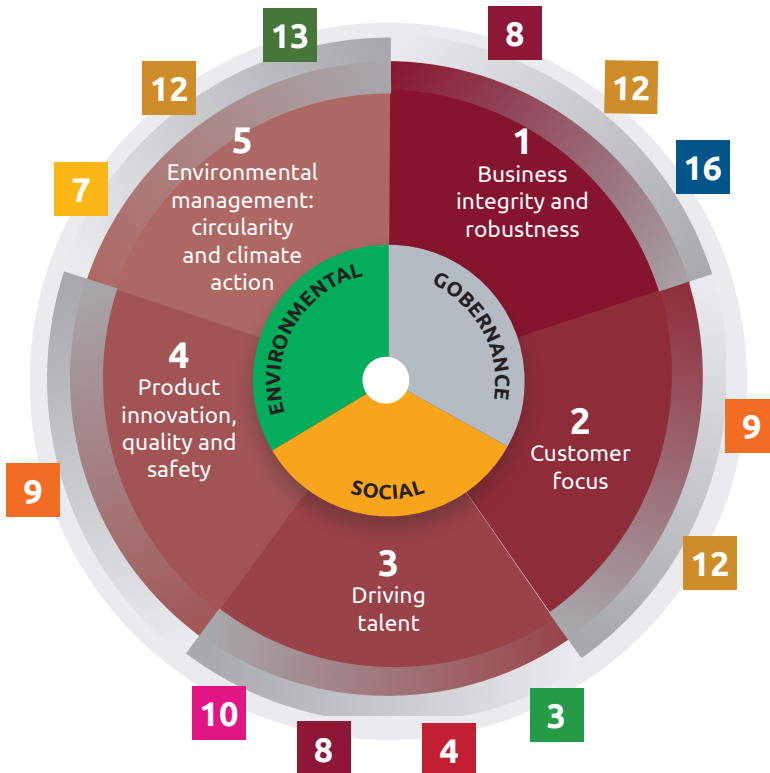 13
8
12
12
7
16
5
Environmental
management:
circularity
and climate
action
1
Business
integrity and
robustness
ENVIRONMENTAL
GOBERNANCE
SOCIAL
4
Product
innovation,
quality and
safety
2
Customer
focus
9
9
3
Driving
talent
12
10
8
4
3